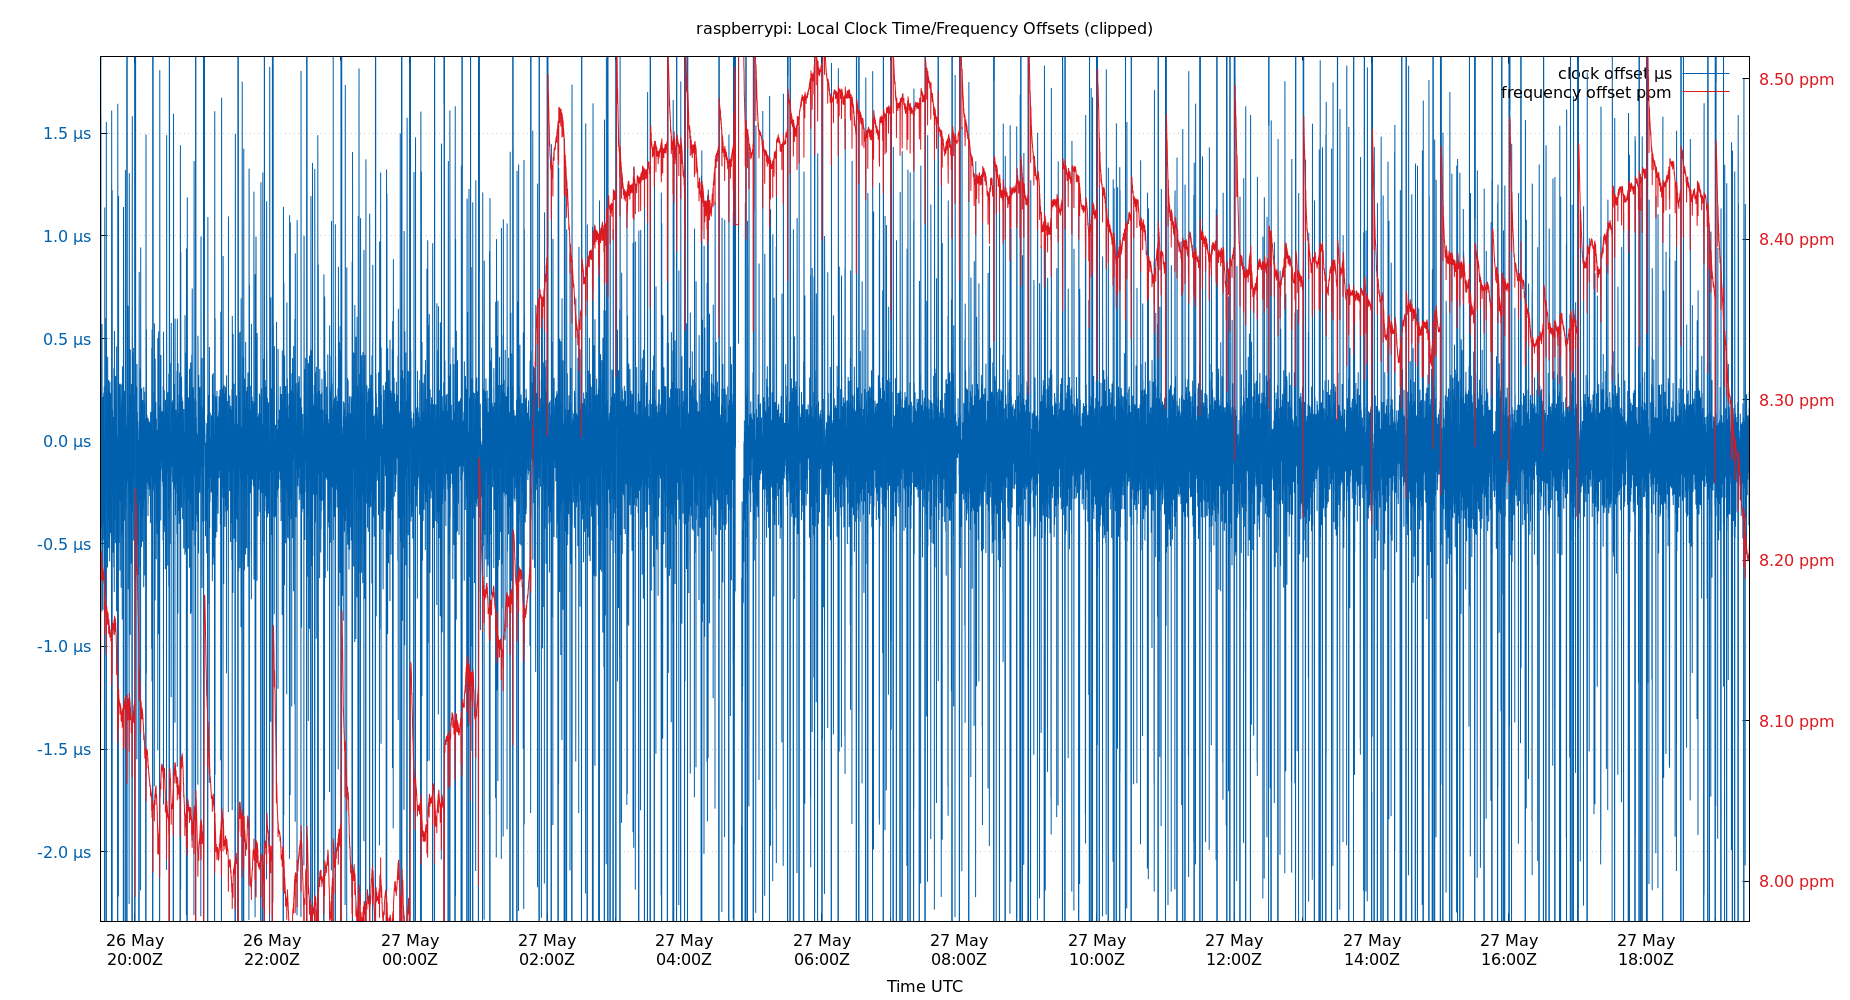 raspberrypi: Local Clock Time/Frequency Offsets (clipped)
clock offset µs
frequency offset ppm
1.5 µs
1.0 µs
0.5 µs
0.0 µs
-0.5 µs
-1.0 µs
-1.5 µs
-2.0 µs
8.50 ppm
8.40 ppm
8.30 ppm
8.20 ppm
8.10 ppm
8.00 ppm
26 May 26 May 27 May 27 May 27 May 27 May 27 May 27 May 27 May 27 May 27 May 27 May
20:00Z 22:00Z 00:00Z 02:00Z 04:00Z 06:00Z 08:00Z 10:00Z 12:00Z 14:00Z 16:00Z 18:00Z
Time UTC